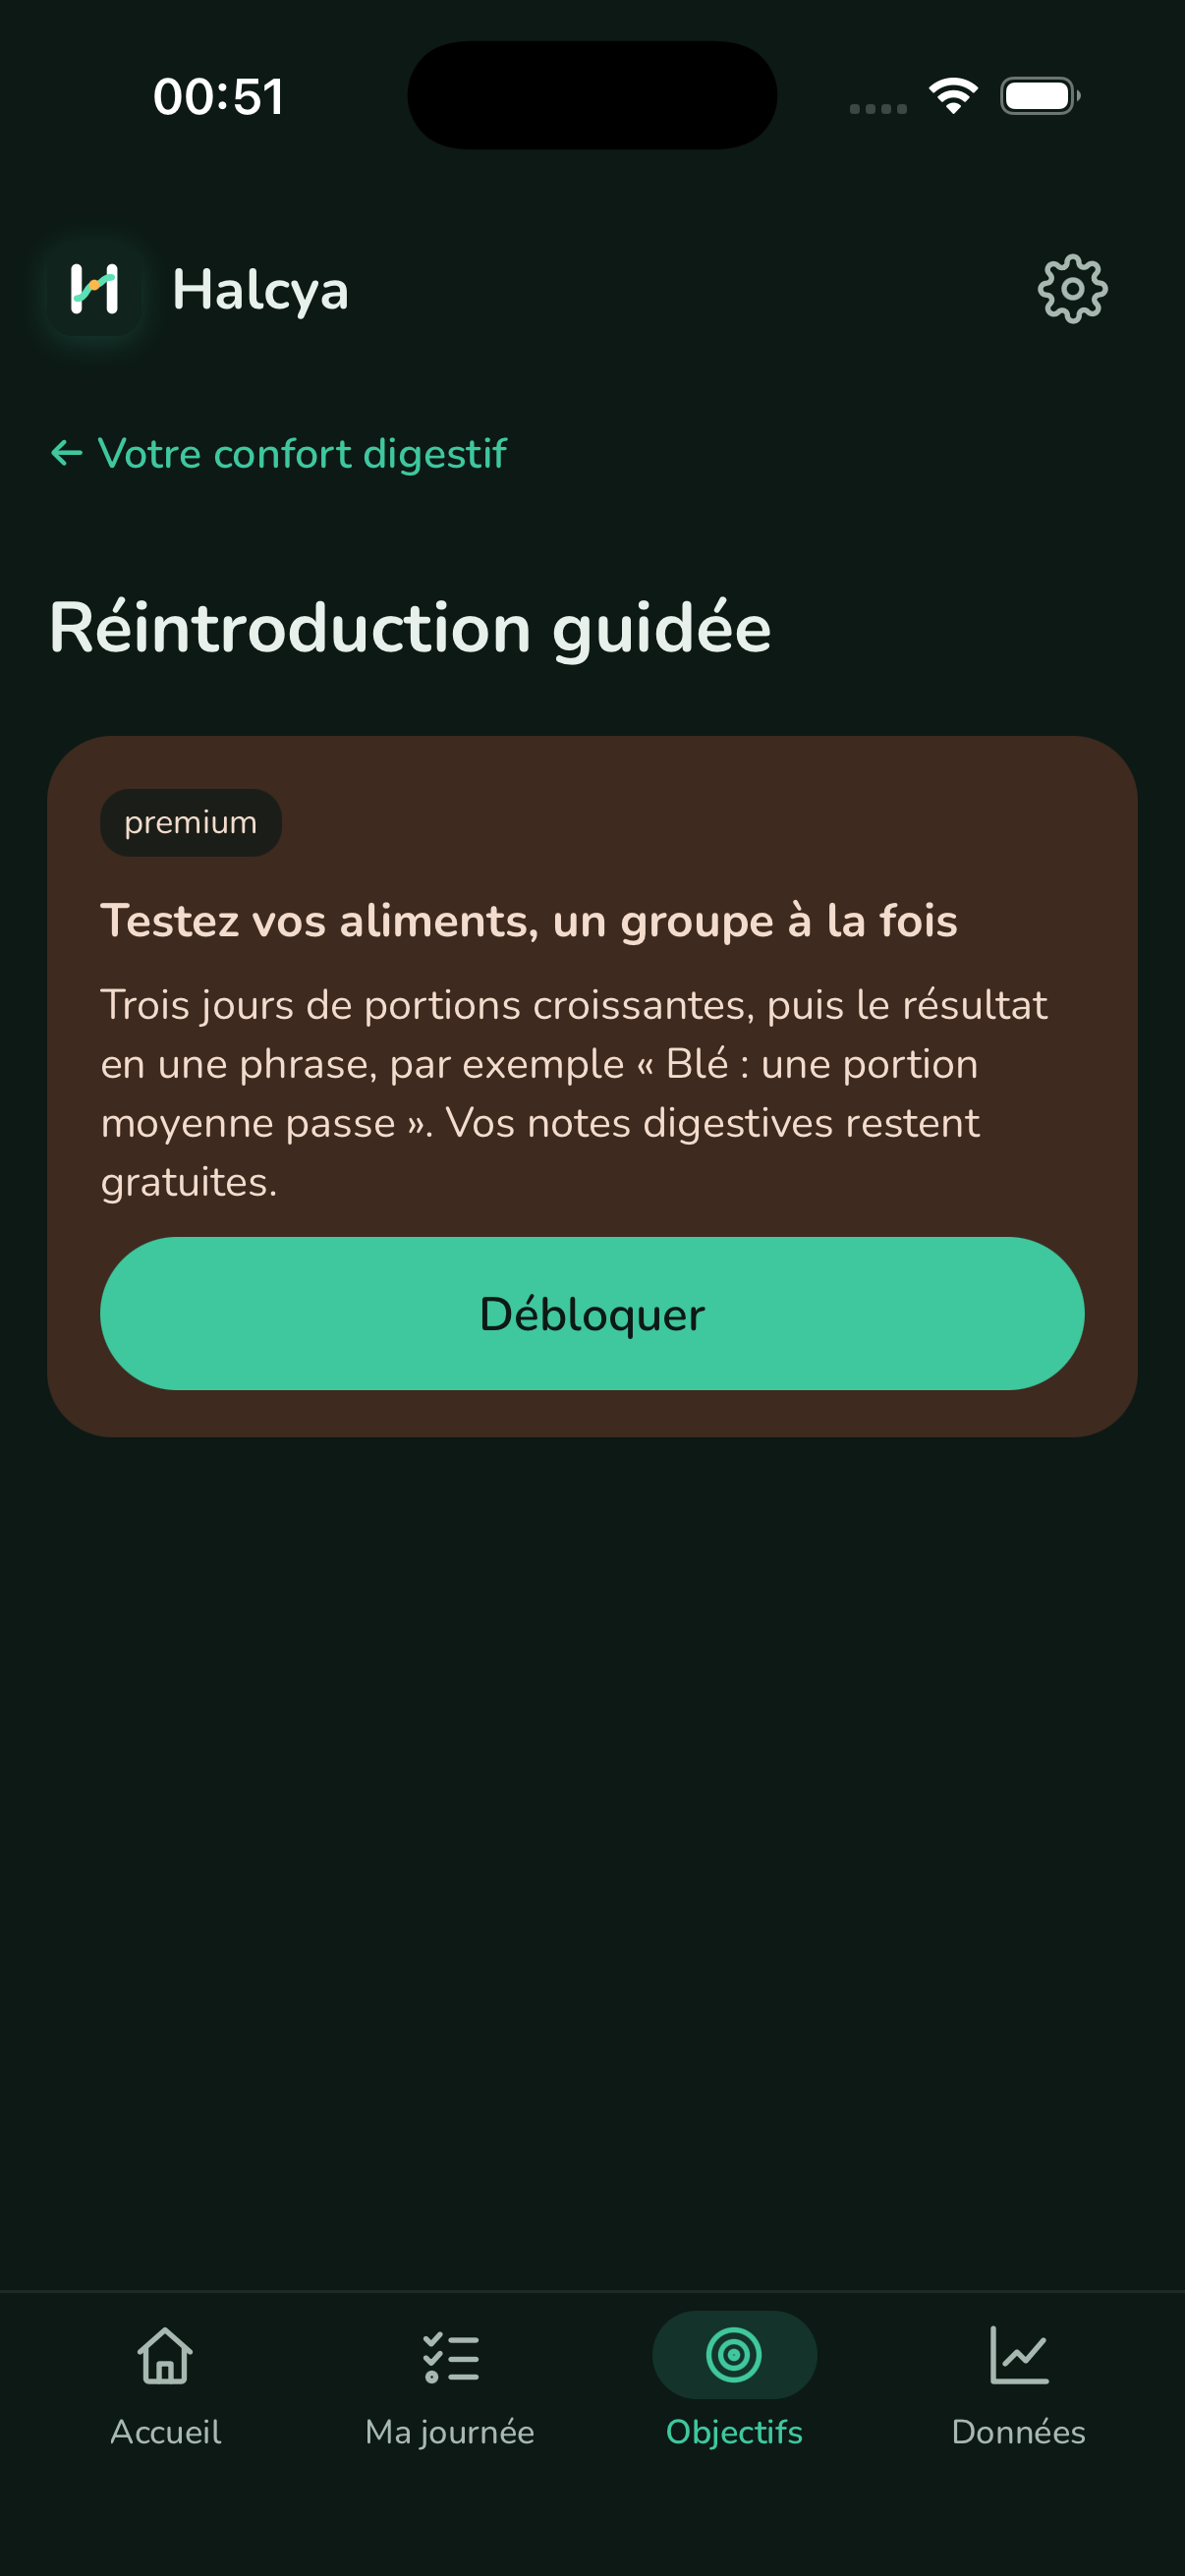 00:51
Halcya
← Votre confort digestif
Réintroduction guidée
premium
Testez vos aliments, un groupe à la fois
Trois jours de portions croissantes, puis le résultat
en une phrase, par exemple « Blé : une portion
moyenne passe ». Vos notes digestives restent
gratuites.
Débloquer
Accueil
Ma journée
Objectifs
Données